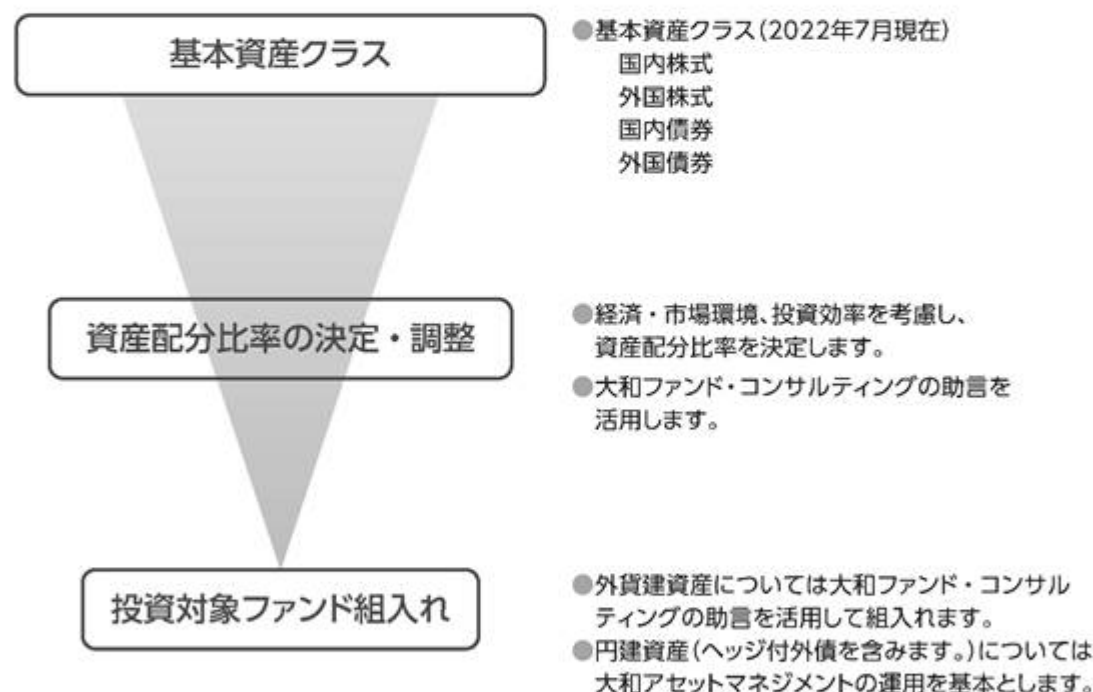 基本資産クラス
●基本資産クラス(2022年7月現在)
国内株式
外国株式
国内債券
外国債券
資産配分比率の決定・調整
●経済・市場環境、投資効率を考慮し、
資産配分比率を決定します。
●大和ファンド・コンサルティングの助言を
活用します。
投資対象ファンド組入れ
●外貨建資産については大和ファンド・コンサル
ティングの助言を活用して組入れます。
●円建資産(ヘッジ付外債を含みます。)については
大和アセットマネジメントの運用を基本とします。